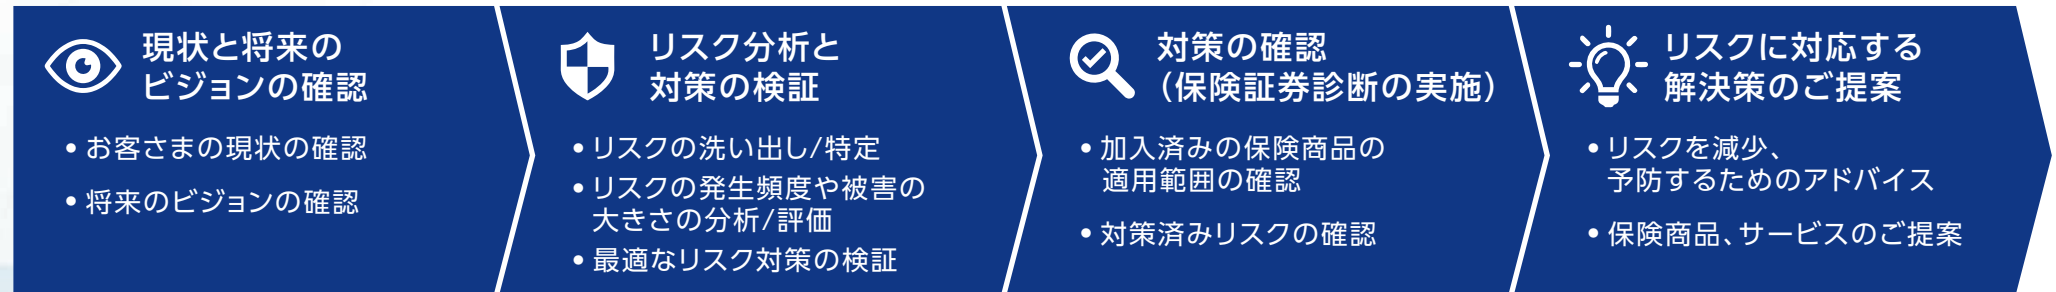 現状と将来の
ビジョンの確認
•お客さまの現状の確認
•将来のビジョンの確認
リスク分析と
対策の検証
•リスクの洗い出し/特定
•リスクの発生頻度や被害の
大きさの分析/評価
•最適なリスク対策の検証
対策の確認
（保険証券診断の実施）
•加入済みの保険商品の
適用範囲の確認
•対策済みリスクの確認
リスクに対応する
解決策のご提案
•リスクを減少、
予防するためのアドバイス
•保険商品、サービスのご提案